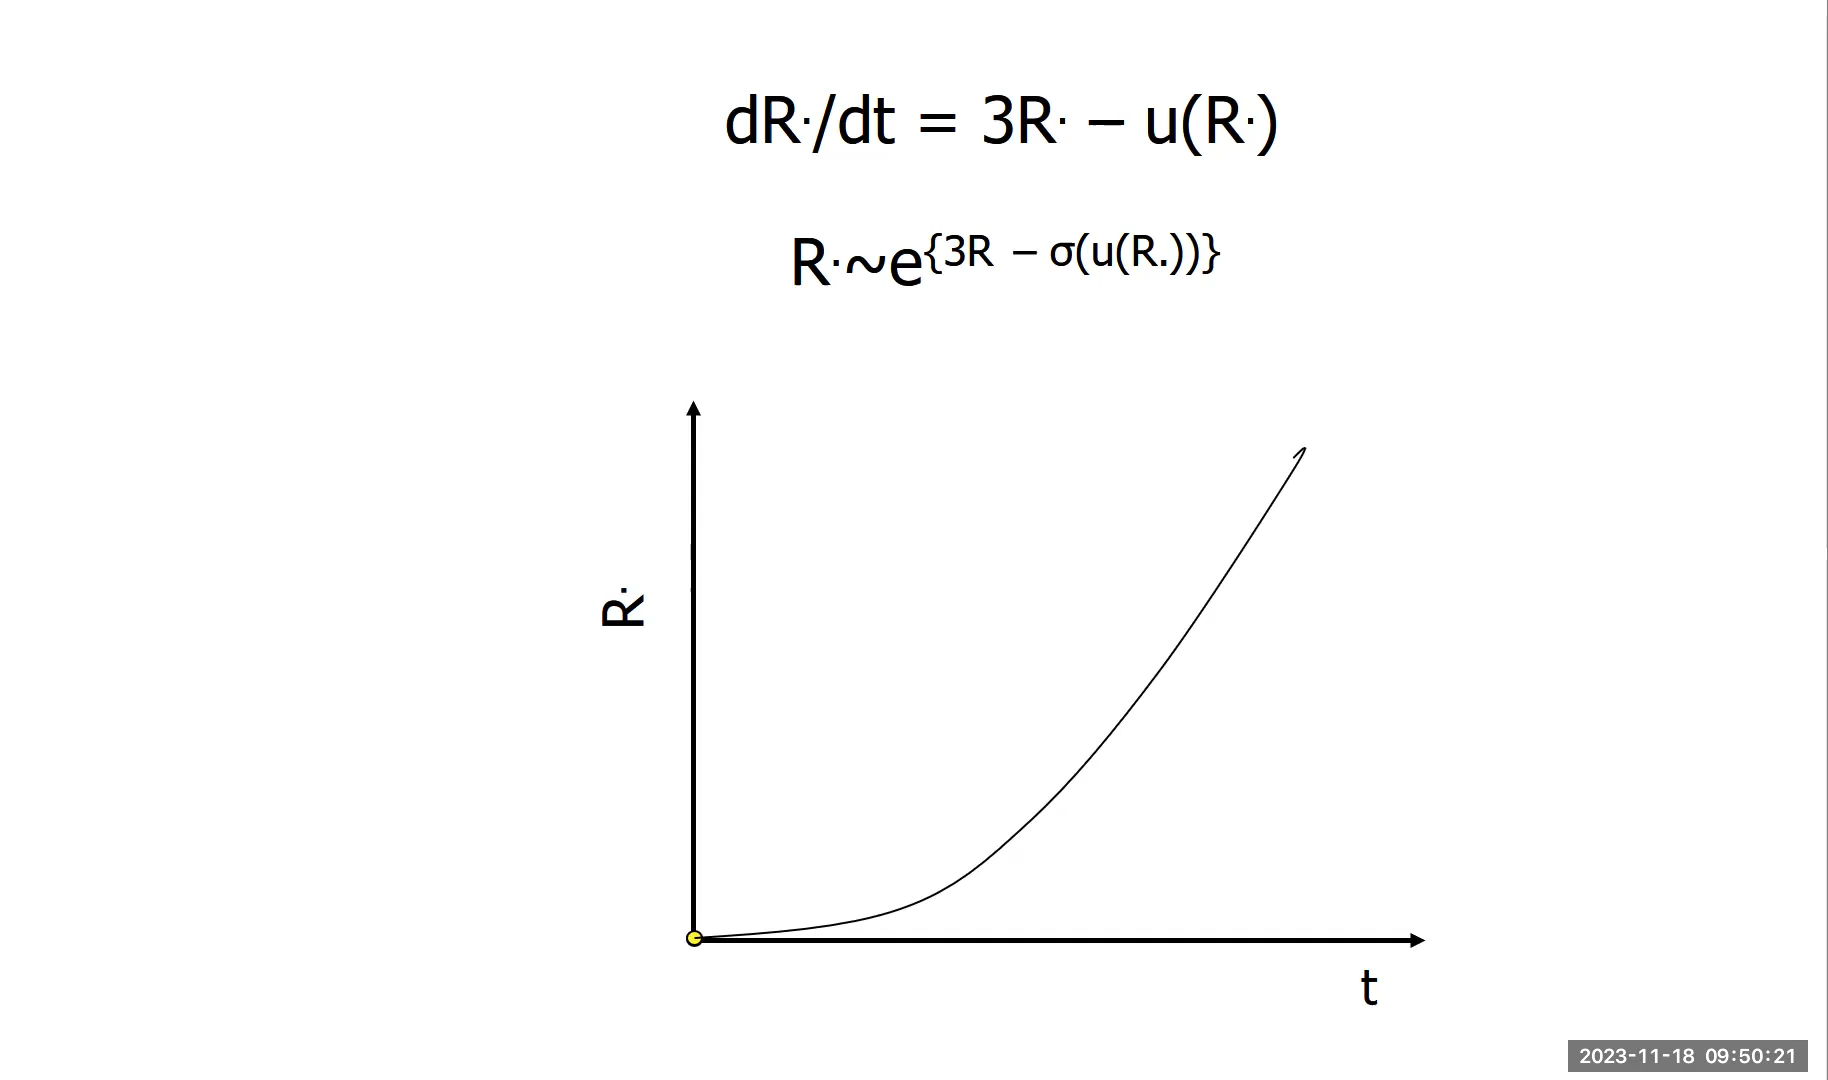 dR·/dt = 3R· – u(R·)
R·~e{3R – σ(u(R.))}
R·
t
2023-11-18 09:50:21